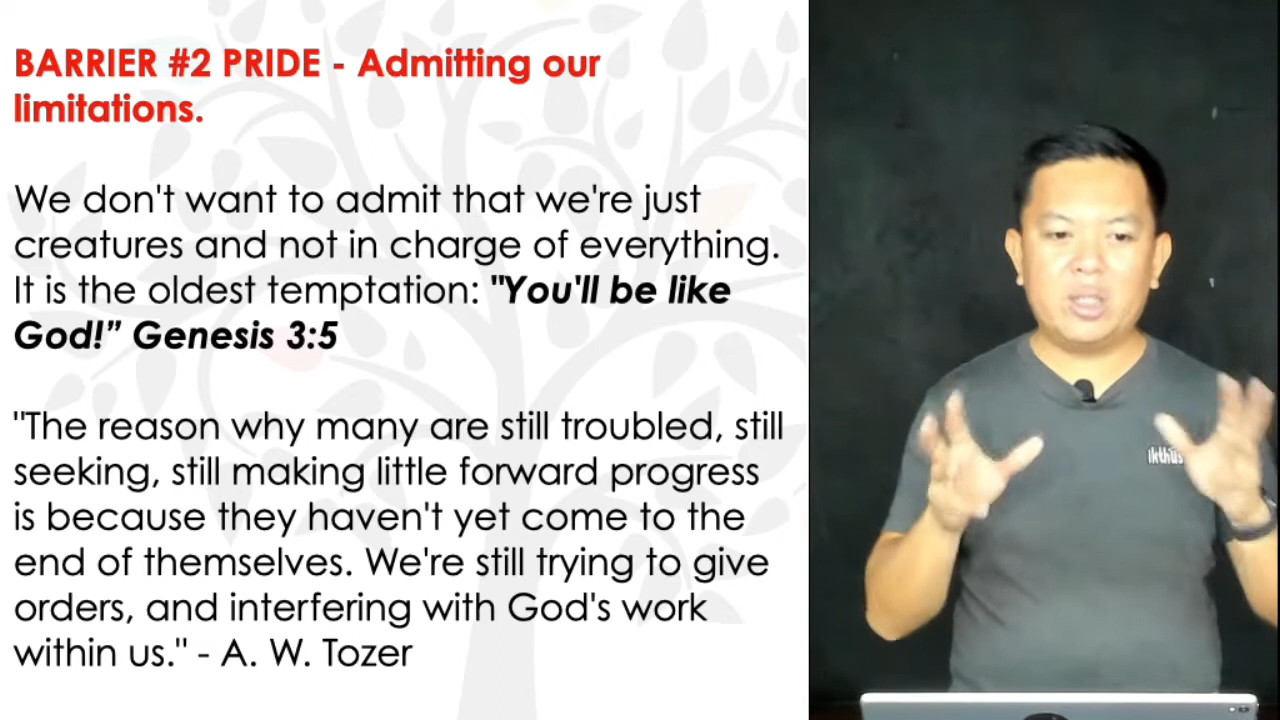 BARRIER #2 PRIDE - Admitting our
limitations.
We don't want to admit that we're just
creatures and not in charge of everything.
It is the oldest temptation: "You'll be like
God!” Genesis 3:5
"The reason why many are still troubled, still
seeking, still making little forward progress
is because they haven't yet come to the
end of themselves. We're still trying to give
orders, and interfering with God's work
within us." - A. W. Tozer
ikthus